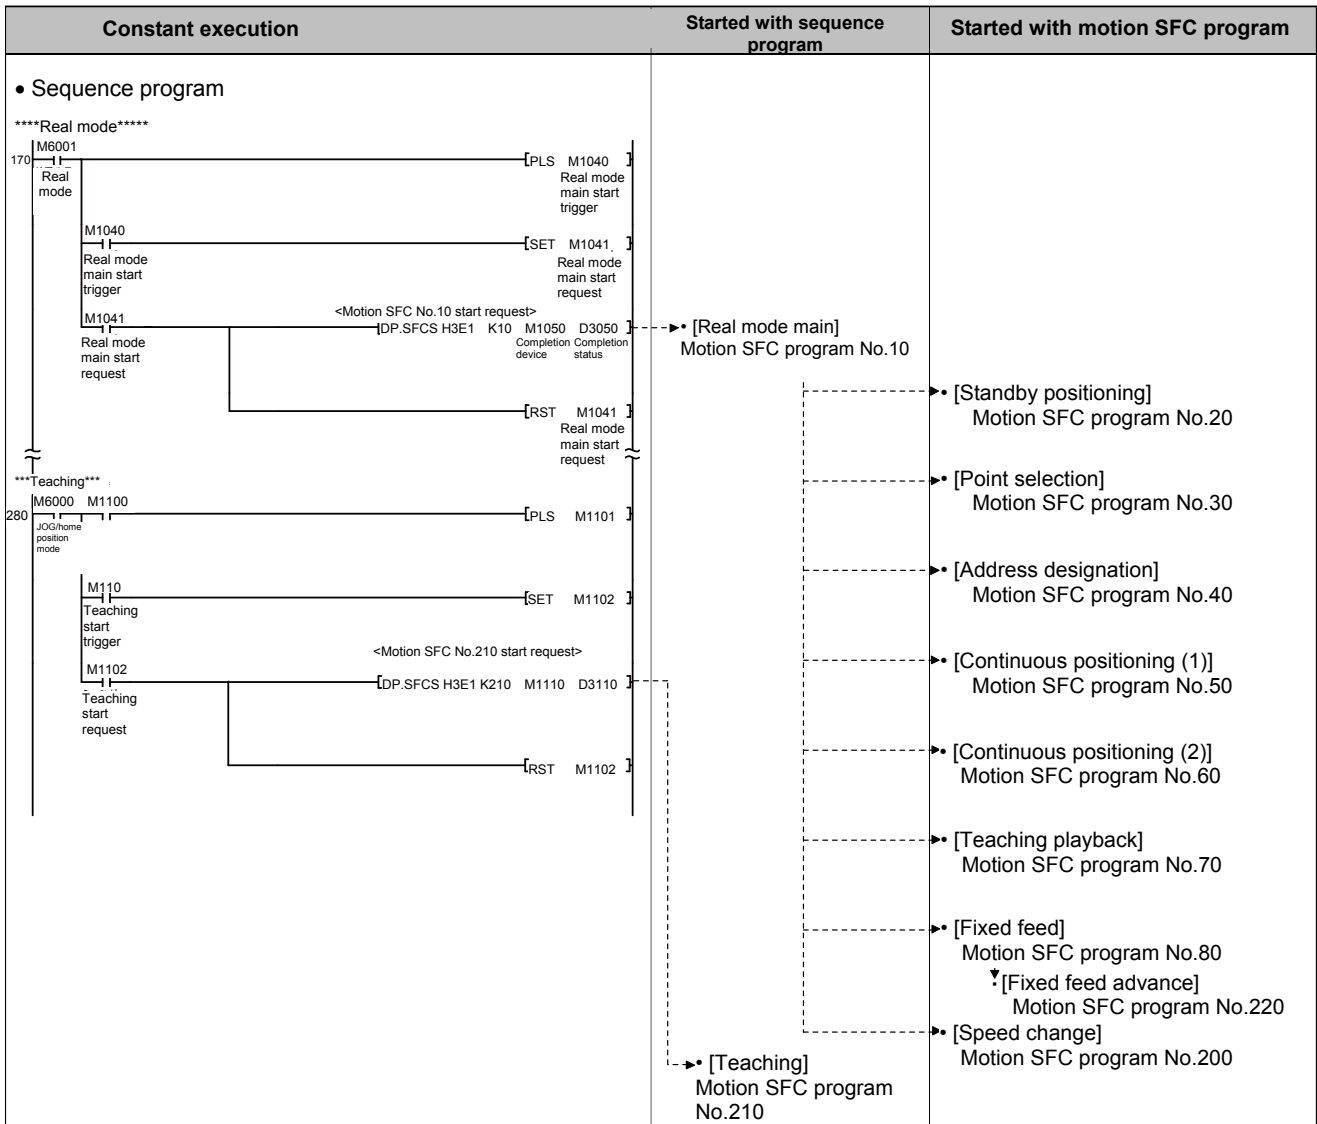 Constant execution
Started with sequence program
Started with motion SFC program
• Sequence program
****Real mode*****
M6001
170
Real mode
[PLS M1040 ]
Real mode main start trigger
M1040
Real mode main start trigger
[SET M1041 ]
Real mode main start request
<Motion SFC No.10 start request>
M1041
Real mode main start request
[DP.SFCS H3E1 K10 M1050 D3050 ]
Completion device
Completion status
[RST M1041 ]
Real mode main start request
***Teaching***
M6000 M1100
280
JOG/home position mode
[PLS M1101 ]
M110
Teaching start trigger
[SET M1102 ]
<Motion SFC No.210 start request>
M1102
Teaching start request
[DP.SFCS H3E1 K210 M1110 D3110 ]
[RST M1102 ]
• [Real mode main]
Motion SFC program No.10
• [Teaching]
Motion SFC program
No.210
• [Standby positioning]
Motion SFC program No.20
• [Point selection]
Motion SFC program No.30
• [Address designation]
Motion SFC program No.40
• [Continuous positioning (1)]
Motion SFC program No.50
• [Continuous positioning (2)]
Motion SFC program No.60
• [Teaching playback]
Motion SFC program No.70
• [Fixed feed]
Motion SFC program No.80
• [Fixed feed advance]
Motion SFC program No.220
• [Speed change]
Motion SFC program No.200